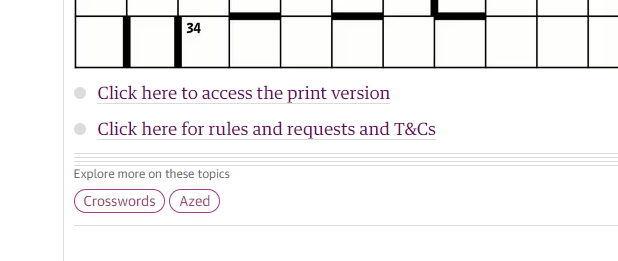 34
Click here to access the print version
Click here for rules and requests and T&Cs
Explore more on these topics
Crosswords Azed